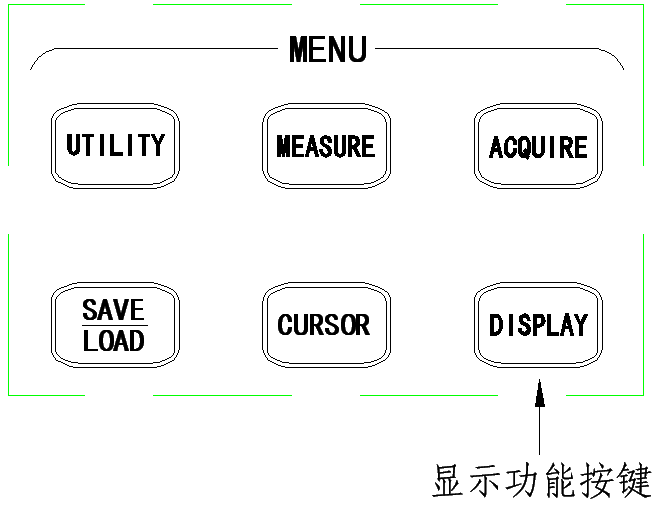 MENU
UTILITY MEASURE ACQUIRE
SAVE
LOAD
CURSOR DISPLAY
显示功能按键